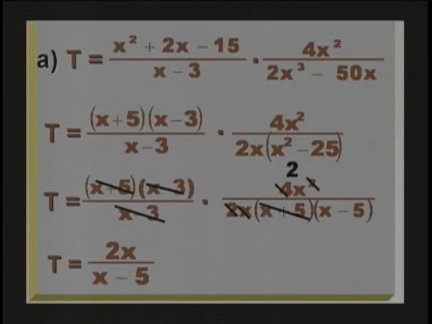 a) T = x² + 2x − 15 / x − 3 · 4x² / 2x³ − 50x
T = (x+5)(x−3) / x−3 · 4x² / 2x(x²−25)
2
T = (x+5)(x−3) / x−3 · 4x² / 2x(x+5)(x−5)
T = 2x / x − 5